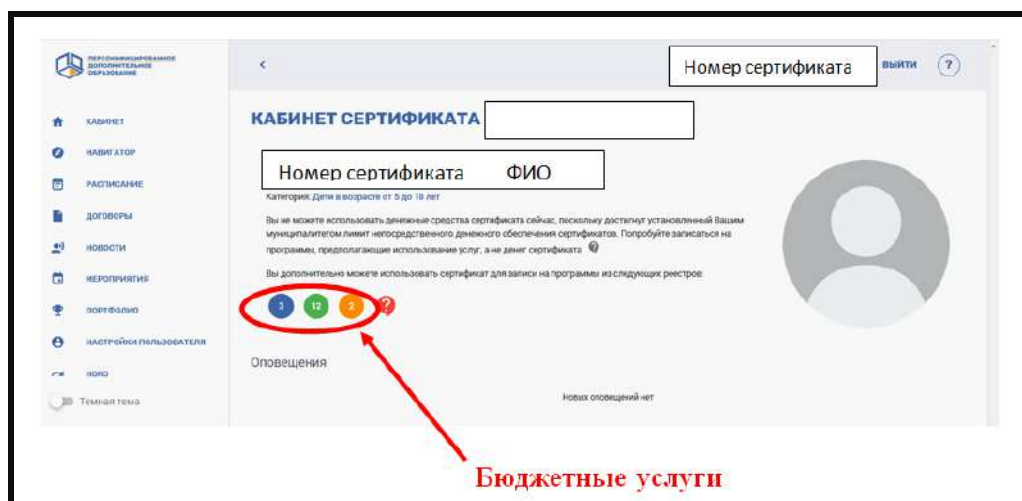 ПЕРСОНИФИЦИРОВАННОЕ
ДОПОЛНИТЕЛЬНОЕ
ОБРАЗОВАНИЕ
Номер сертификата
ВЫЙТИ
?
КАБИНЕТ
НАВИГАТОР
РАСПИСАНИЕ
ДОГОВОРЫ
НОВОСТИ
МЕРОПРИЯТИЯ
ПОРТФОЛИО
НАСТРОЙКИ ПОЛЬЗОВАТЕЛЯ
НОКО
Темная тема
КАБИНЕТ СЕРТИФИКАТА
Номер сертификата ФИО
Категория: Дети в возрасте от 5 до 18 лет
Вы не можете использовать денежные средства сертификата сейчас, поскольку достигнут установленный Вашим
муниципалитетом лимит непосредственного денежного обеспечения сертификатов. Попробуйте записаться на
программы, предполагающие использование услуг, а не денег сертификата ?
Вы дополнительно можете использовать сертификат для записи на программы из следующих реестров:
3 12 2 ?
Оповещения
Новых оповещений нет
Бюджетные услуги